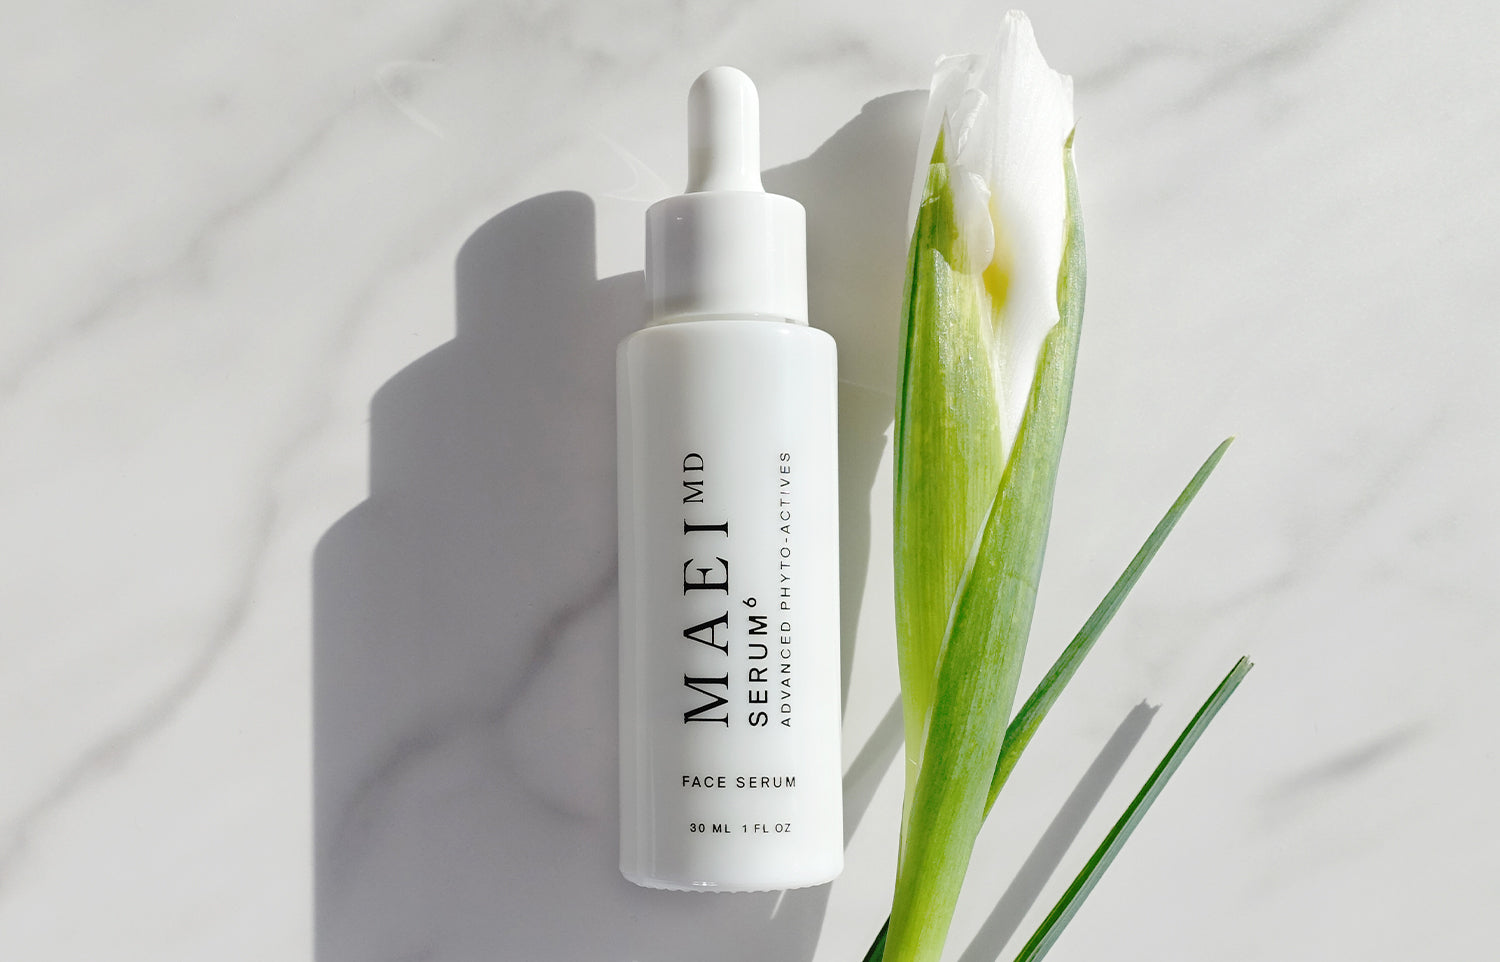 MAEI MD
SERUM⁶
ADVANCED PHYTO-ACTIVES
FACE SERUM
30 ML 1 FL OZ